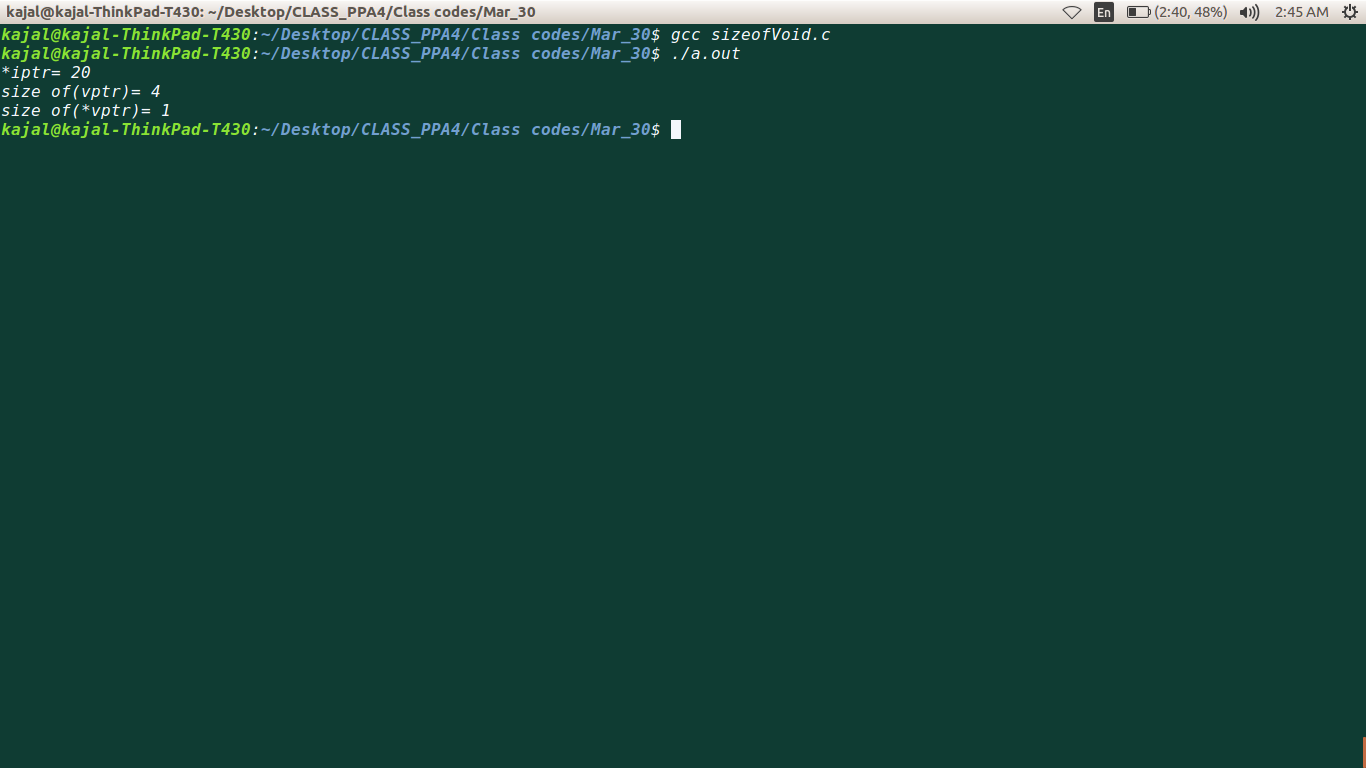 kajal@kajal-ThinkPad-T430: ~/Desktop/CLASS_PPA4/Class codes/Mar_30 En (2:40, 48%) 2:45 AM
kajal@kajal-ThinkPad-T430:~/Desktop/CLASS_PPA4/Class codes/Mar_30$ gcc sizeofVoid.c
kajal@kajal-ThinkPad-T430:~/Desktop/CLASS_PPA4/Class codes/Mar_30$ ./a.out
*iptr= 20
size of(vptr)= 4
size of(*vptr)= 1
kajal@kajal-ThinkPad-T430:~/Desktop/CLASS_PPA4/Class codes/Mar_30$